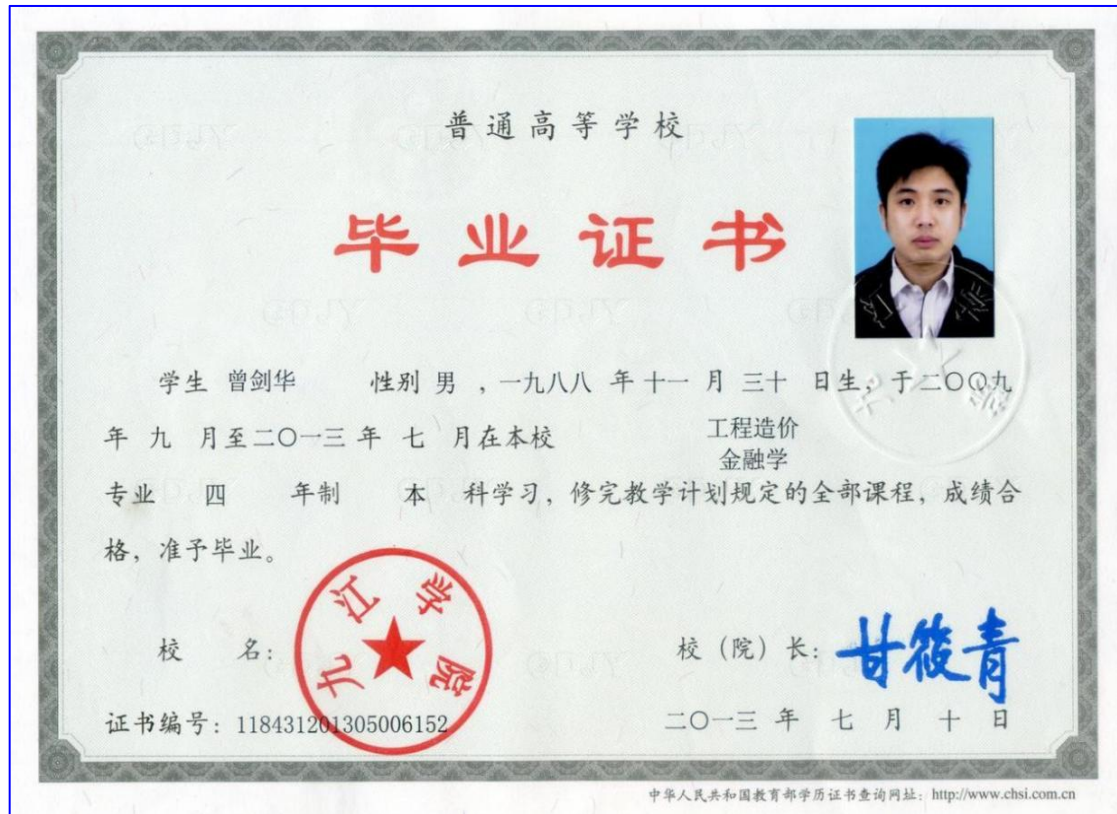 普通高等学校
毕业证书
学生 曾剑华 性别 男 ，一九八八 年 十一 月 三十 日生，于二〇〇九
年 九 月至二〇一三 年 七 月在本校 工程造价
金融学
专业 四 年制 本 科学习，修完教学计划规定的全部课程，成绩合
格，准予毕业。
九江学院
校 名：
校（院）长：甘筱青
证书编号：118431201305006152
二〇一三 年 七 月 十 日
中华人民共和国教育部学历证书查询网址：http://www.chsi.com.cn